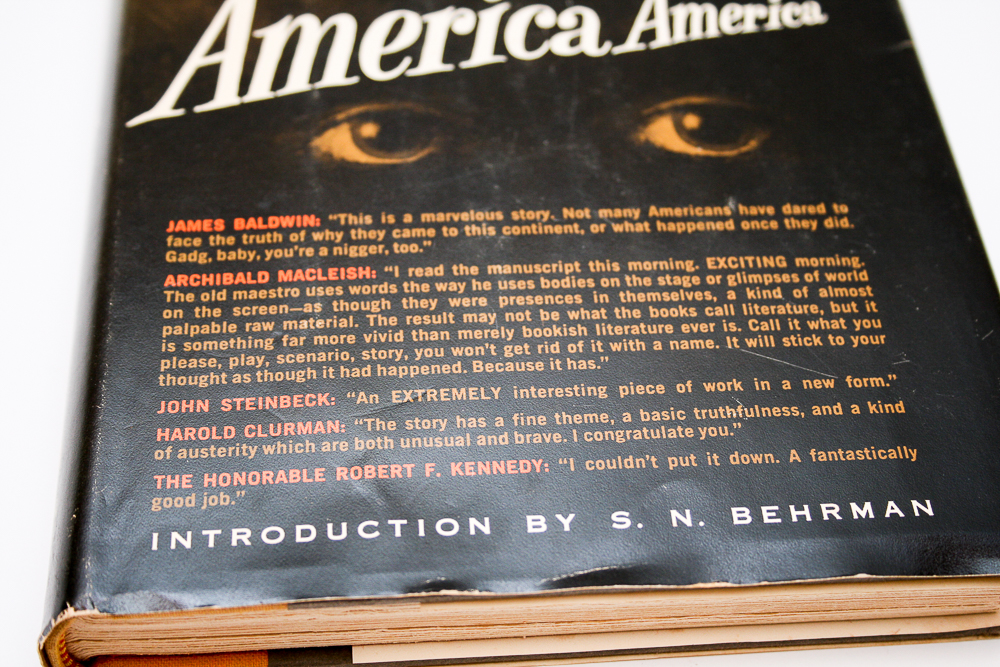 America America
JAMES BALDWIN: "This is a marvelous story. Not many Americans have dared to
face the truth of why they came to this continent, or what happened once they did.
Gadg, baby, you're a nigger, too."
ARCHIBALD MACLEISH: "I read the manuscript this morning. EXCITING morning.
The old maestro uses words the way he uses bodies on the stage or glimpses of world
on the screen—as though they were presences in themselves, a kind of almost
palpable raw material. The result may not be what the books call literature, but it
is something far more vivid than merely bookish literature ever is. Call it what you
please, play, scenario, story, you won't get rid of it with a name. It will stick to your
thought as though it had happened. Because it has."
JOHN STEINBECK: "An EXTREMELY interesting piece of work in a new form."
HAROLD CLURMAN: "The story has a fine theme, a basic truthfulness, and a kind
of austerity which are both unusual and brave. I congratulate you."
THE HONORABLE ROBERT F. KENNEDY: "I couldn't put it down. A fantastically
good job."
INTRODUCTION BY S. N. BEHRMAN